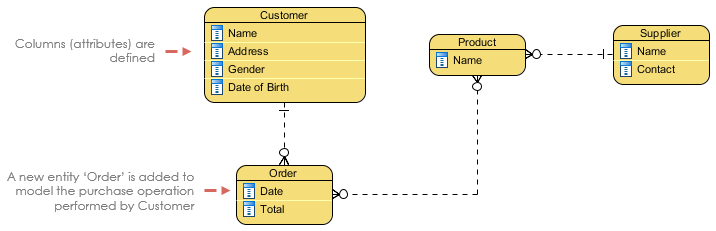 Customer
Name
Address
Gender
Date of Birth
Columns (attributes) are
defined
Product
Name
Supplier
Name
Contact
Order
Date
Total
A new entity ‘Order’ is added to
model the purchase operation
performed by Customer